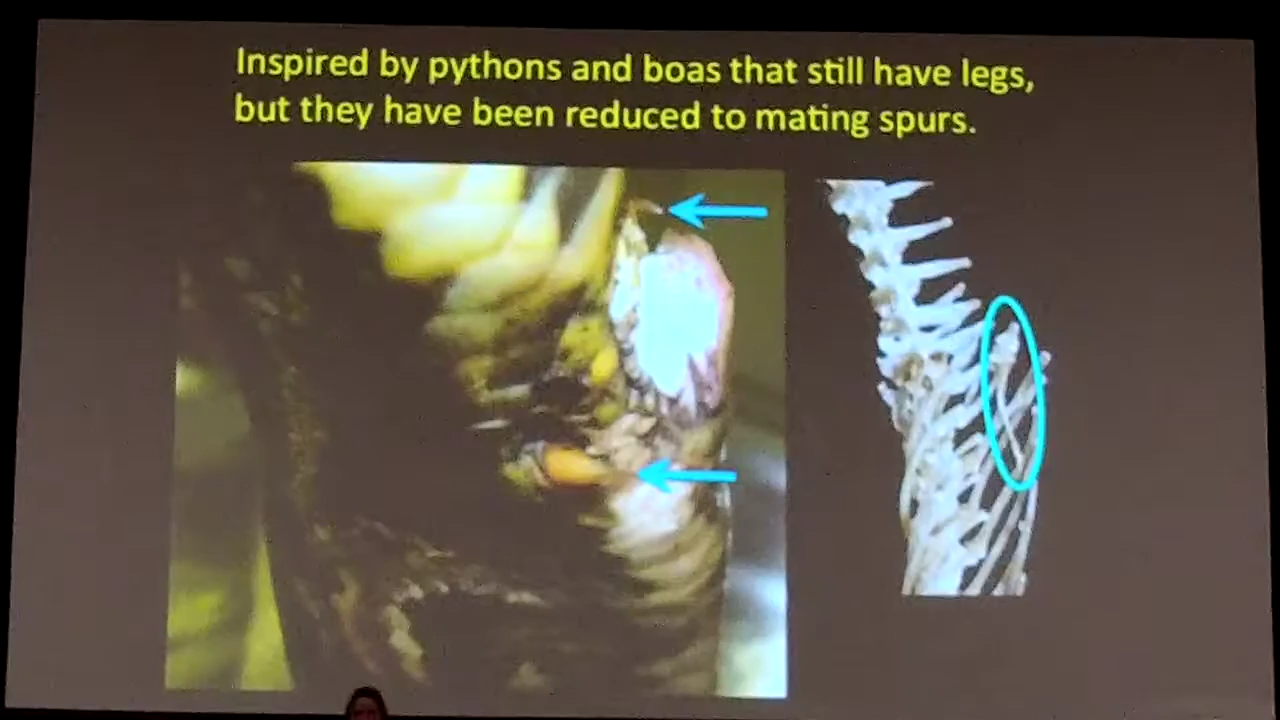 Inspired by pythons and boas that still have legs,
but they have been reduced to mating spurs.